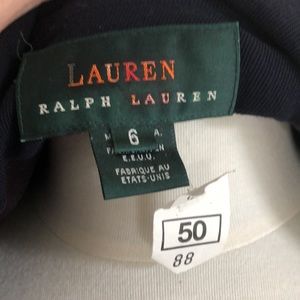 LAUREN
RALPH LAUREN
6
E.E.U.U.
FABRIQUE AU
ETATS-UNIS
50
88